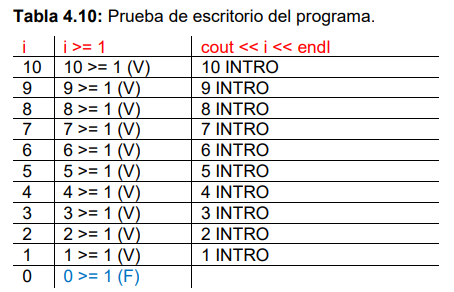 Tabla 4.10: Prueba de escritorio del programa.
i i >= 1 cout << i << endl
10 10 >= 1 (V) 10 INTRO
9 9 >= 1 (V) 9 INTRO
8 8 >= 1 (V) 8 INTRO
7 7 >= 1 (V) 7 INTRO
6 6 >= 1 (V) 6 INTRO
5 5 >= 1 (V) 5 INTRO
4 4 >= 1 (V) 4 INTRO
3 3 >= 1 (V) 3 INTRO
2 2 >= 1 (V) 2 INTRO
1 1 >= 1 (V) 1 INTRO
0 0 >= 1 (F)